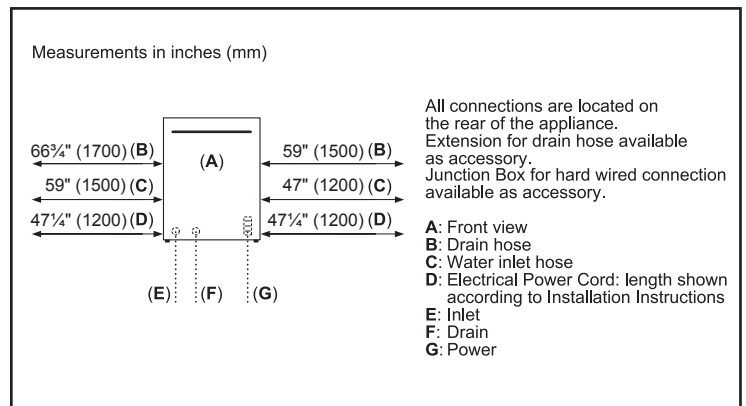 Measurements in inches (mm)
66¾" (1700) (B)
59" (1500) (C)
47¼" (1200) (D)
(A)
59" (1500) (B)
47" (1200) (C)
47¼" (1200) (D)
(E) (F) (G)
All connections are located on
the rear of the appliance.
Extension for drain hose available
as accessory.
Junction Box for hard wired connection
available as accessory.
A: Front view
B: Drain hose
C: Water inlet hose
D: Electrical Power Cord: length shown
according to Installation Instructions
E: Inlet
F: Drain
G: Power